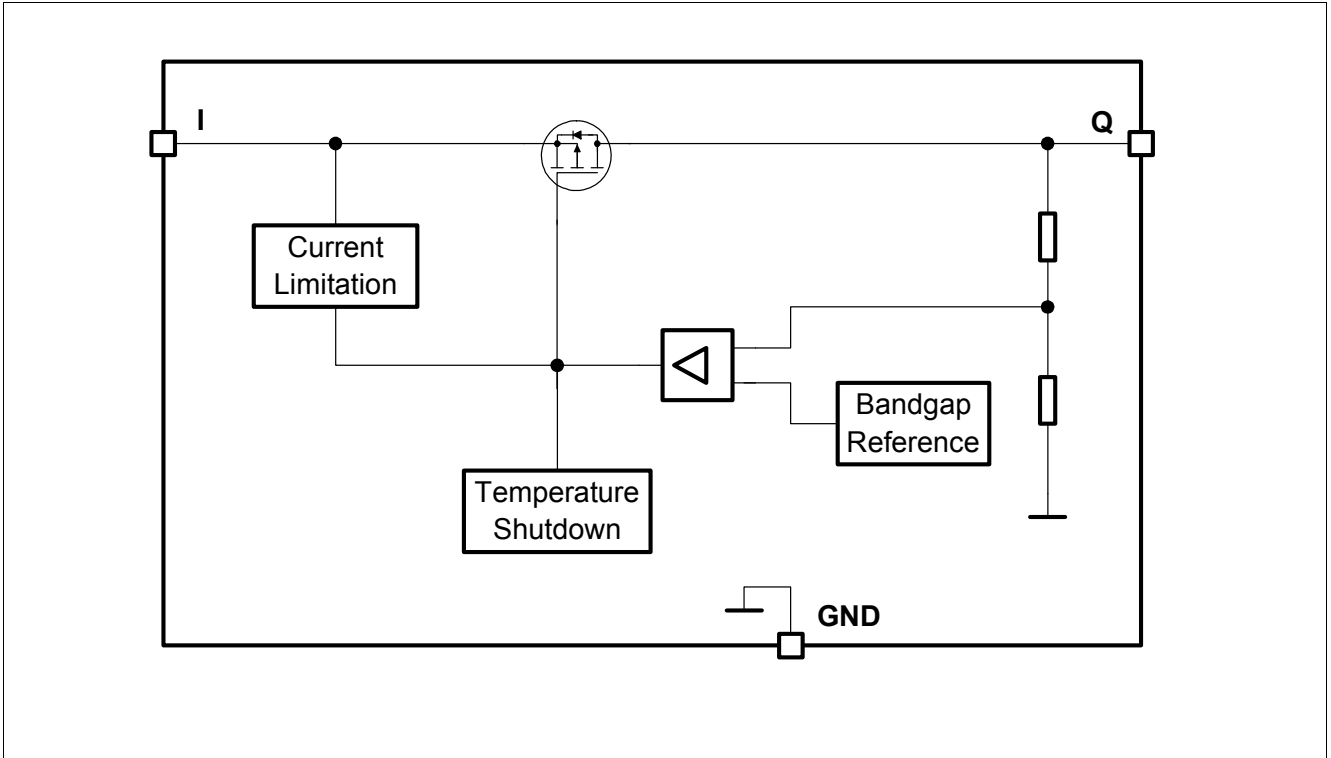 I
Q
Current
Limitation
Bandgap
Reference
Temperature
Shutdown
GND